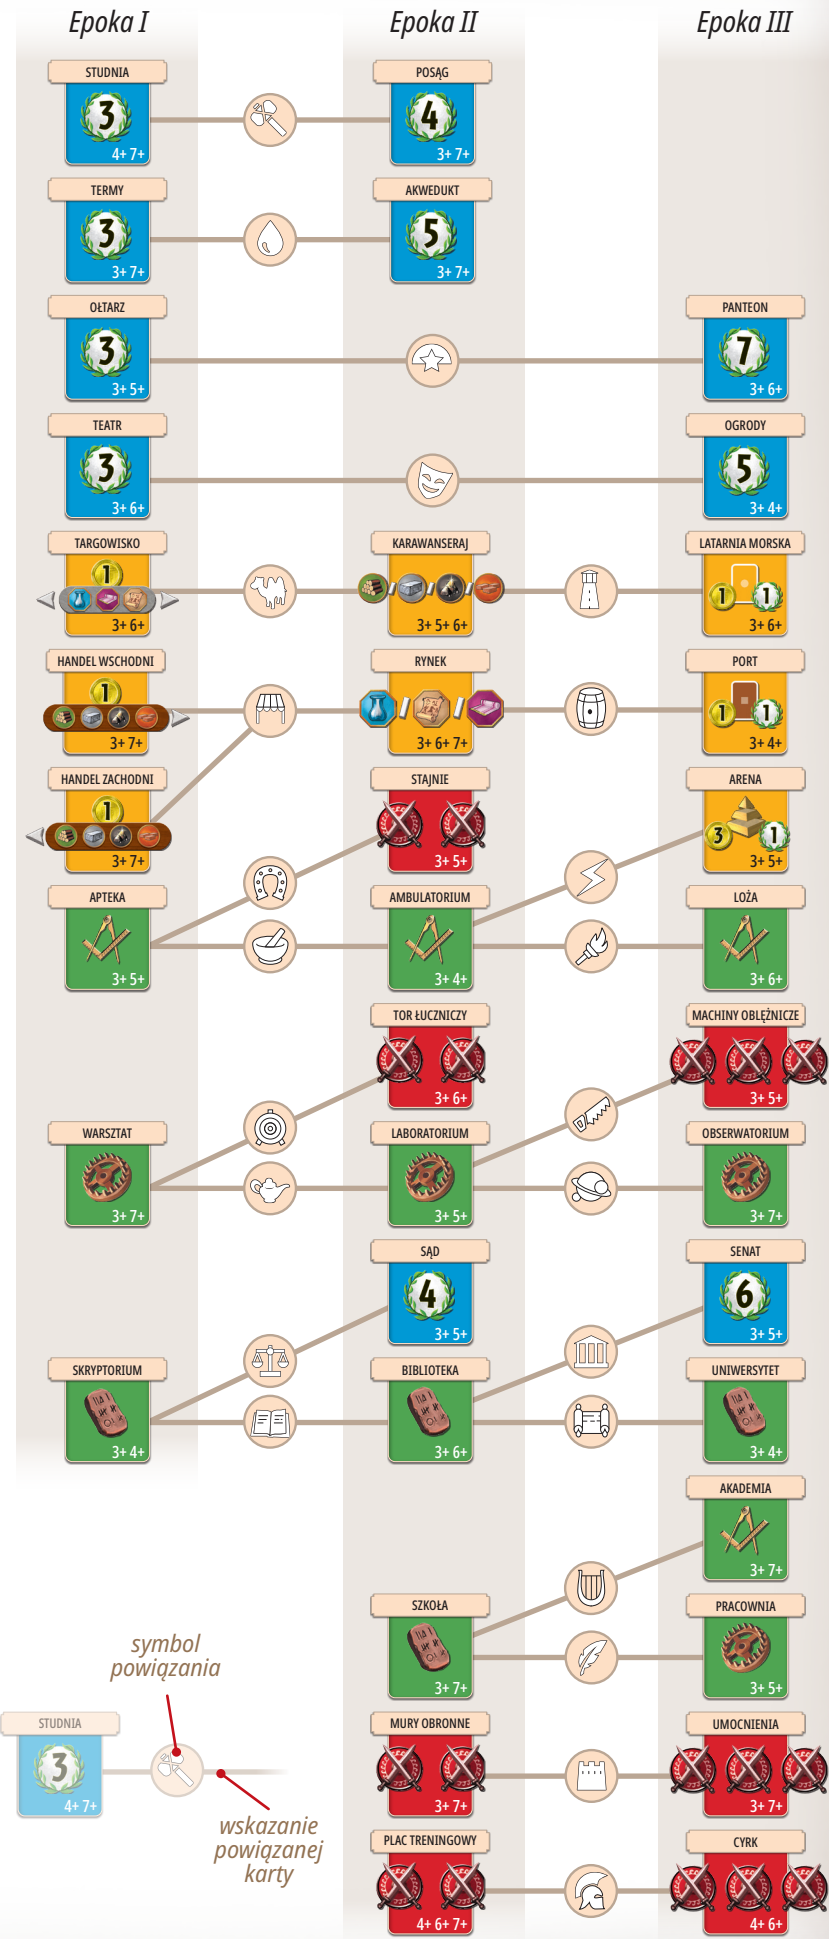 Epoka I Epoka II Epoka III
STUDNIA POSĄG
3 4
4+ 7+ 3+ 7+
TERMY AKWEDUKT
3 5
3+ 7+ 3+ 7+
OŁTARZ PANTEON
3 7
3+ 5+ 3+ 6+
TEATR OGRODY
3 5
3+ 6+ 3+ 4+
TARGOWISKO KARAWANSERAJ LATARNIA MORSKA
1 / / / 1 1
3+ 6+ 3+ 5+ 6+ 3+ 6+
HANDEL WSCHODNI RYNEK PORT
1 / / 1 1
3+ 7+ 3+ 6+ 7+ 3+ 4+
HANDEL ZACHODNI STAJNIE ARENA
1 3 1
3+ 7+ 3+ 5+ 3+ 5+
APTEKA AMBULATORIUM LOŻA
3+ 5+ 3+ 4+ 3+ 6+
TOR ŁUCZNICZY MACHINY OBLĘŻNICZE
3+ 6+ 3+ 5+
WARSZTAT LABORATORIUM OBSERWATORIUM
3+ 7+ 3+ 5+ 3+ 7+
SĄD SENAT
4 6
3+ 5+ 3+ 5+
SKRYPTORIUM BIBLIOTEKA UNIWERSYTET
3+ 4+ 3+ 6+ 3+ 4+
AKADEMIA
3+ 7+
SZKOŁA PRACOWNIA
3+ 7+ 3+ 5+
symbol
powiązania
STUDNIA MURY OBRONNE UMOCNIENIA
3
4+ 7+ 3+ 7+ 3+ 7+
wskazanie
powiązanej
karty
PLAC TRENINGOWY CYRK
4+ 6+ 7+ 4+ 6+